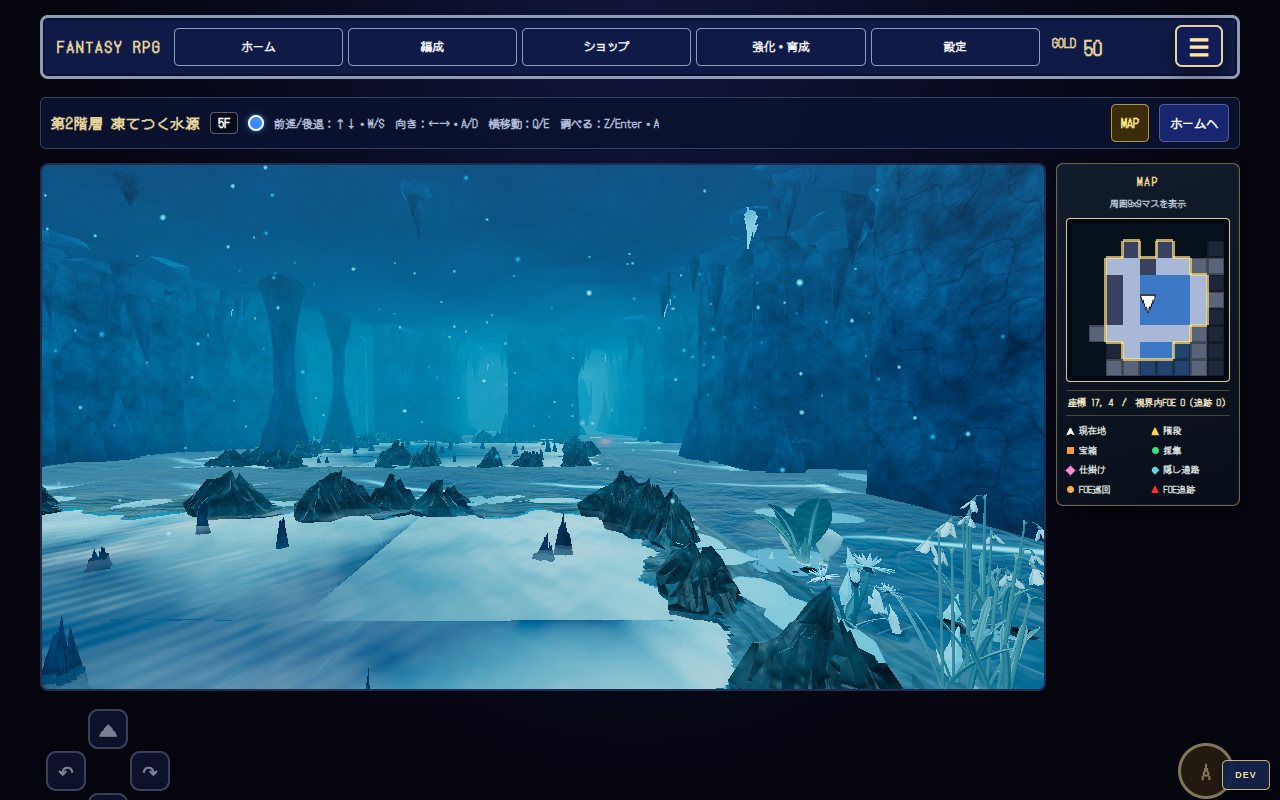 FANTASY RPG
ホーム
編成
ショップ
強化・育成
設定
GOLD 50
第2階層 凍てつく水源
5F
前進/後退：↑↓・W/S 向き：←→・A/D 横移動：Q/E 調べる：Z/Enter・A
MAP
ホームへ
MAP
周囲9x9マスを表示
座標 17, 4 / 視界内FOE 0 (追跡 0)
現在地
階段
宝箱
採集
仕掛け
隠し通路
FOE巡回
FOE追跡
A
DEV